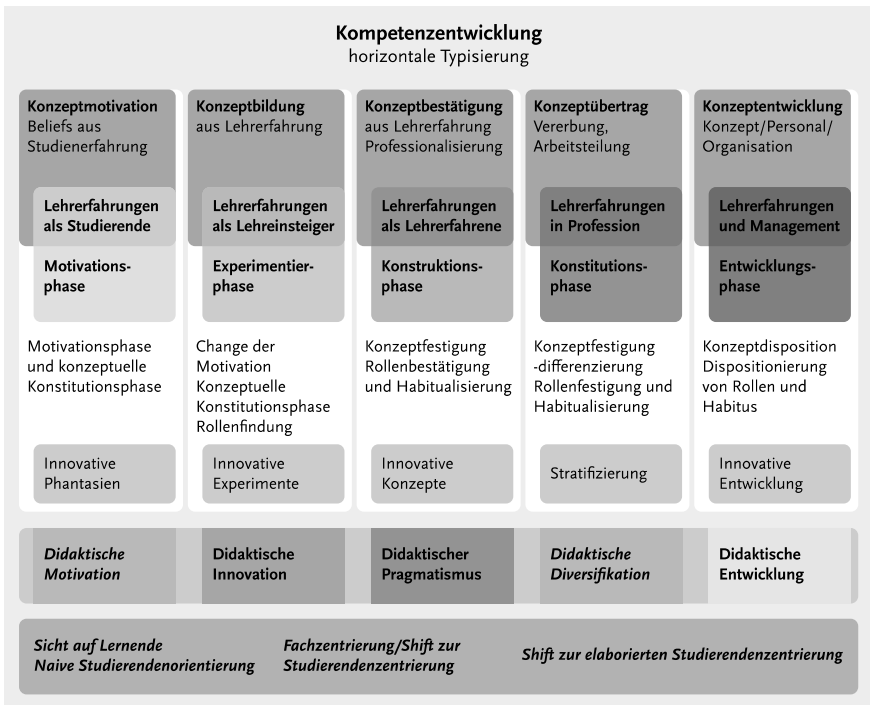 Kompetenzentwicklung
horizontale Typisierung
Konzeptmotivation
Beliefs aus
Studienerfahrung
Lehrerfahrungen
als Studierende
Motivations-
phase
Motivationsphase
und konzeptuelle
Konstitutionsphase
Innovative
Phantasien
Konzeptbildung
aus Lehrerfahrung
Lehrerfahrungen
als Lehreinsteiger
Experimentier-
phase
Change der
Motivation
Konzeptuelle
Konstitutionsphase
Rollenfindung
Innovative
Experimente
Konzeptbestätigung
aus Lehrerfahrung
Professionalisierung
Lehrerfahrungen
als Lehrerfahrene
Konstruktions-
phase
Konzeptfestigung
Rollenbestätigung
und Habitualisierung
Innovative
Konzepte
Konzeptübertrag
Vererbung,
Arbeitsteilung
Lehrerfahrungen
in Profession
Konstitutions-
phase
Konzeptfestigung
-differenzierung
Rollenfestigung und
Habitualisierung
Stratifizierung
Konzeptentwicklung
Konzept/Personal/
Organisation
Lehrerfahrungen
und Management
Entwicklungs-
phase
Konzeptdisposition
Dispositionierung
von Rollen und
Habitus
Innovative
Entwicklung
Didaktische
Motivation
Didaktische
Innovation
Didaktischer
Pragmatismus
Didaktische
Diversifikation
Didaktische
Entwicklung
Sicht auf Lernende
Naive Studierendenorientierung
Fachzentrierung/Shift zur
Studierendenzentrierung
Shift zur elaborierten Studierendenzentrierung